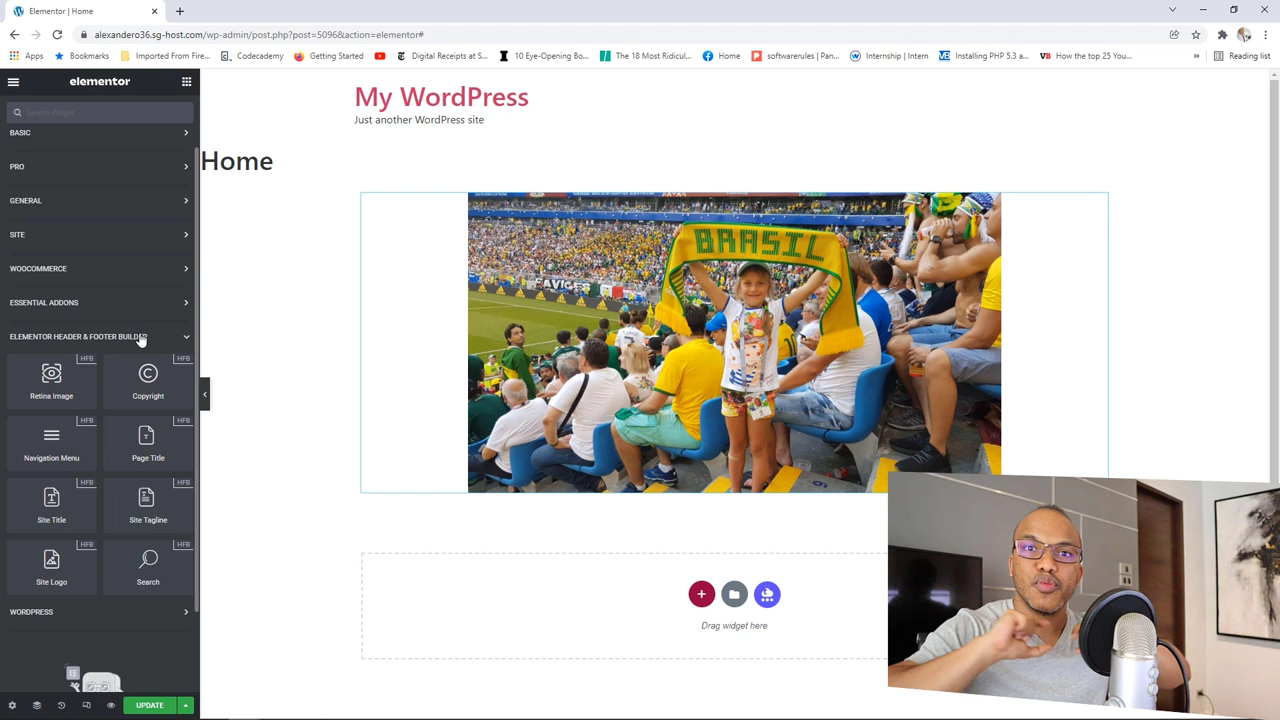 Elementor | Home
alexandero36.sg-host.com/wp-admin/post.php?post=5096&action=elementor#
Apps
Bookmarks
Imported From Fire...
Codecademy
Getting Started
Digital Receipts at S...
10 Eye-Opening Bo...
The 18 Most Ridicul...
Home
softwarerules | Pan...
Internship | Intern
Installing PHP 5.3 a...
How the top 25 You...
Reading list
elementor
Search Widget...
BASIC
PRO
GENERAL
SITE
WOOCOMMERCE
ESSENTIAL ADDONS
ELEMENTOR HEADER & FOOTER BUILDER
HFB
Retina Image
HFB
Copyright
HFB
Navigation Menu
HFB
Page Title
HFB
Site Title
HFB
Site Tagline
HFB
Site Logo
HFB
Search
WORDPRESS
UPDATE
My WordPress
Just another WordPress site
Home
BRASIL
Drag widget here